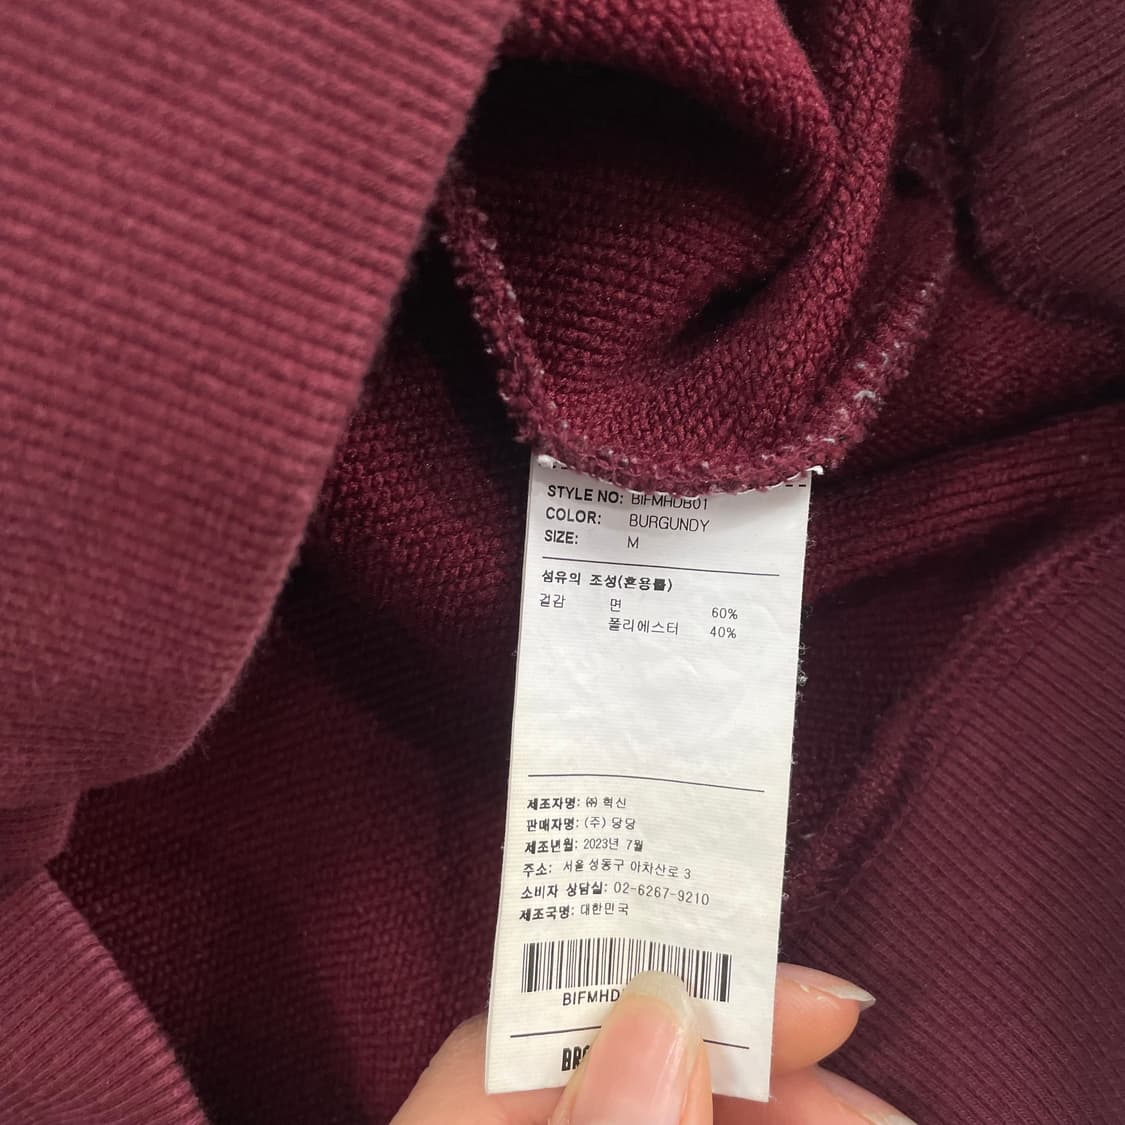 STYLE NO: BIFMHDB01
COLOR: BURGUNDY
SIZE: M
섬유의 조성(혼용률)
겉감 면 60%
폴리에스터 40%
제조자명: ㈜ 혁신
판매자명: (주) 당당
제조년월: 2023년 7월
주소: 서울 성동구 아차산로 3
소비자 상담실: 02-6267-9210
제조국명: 대한민국